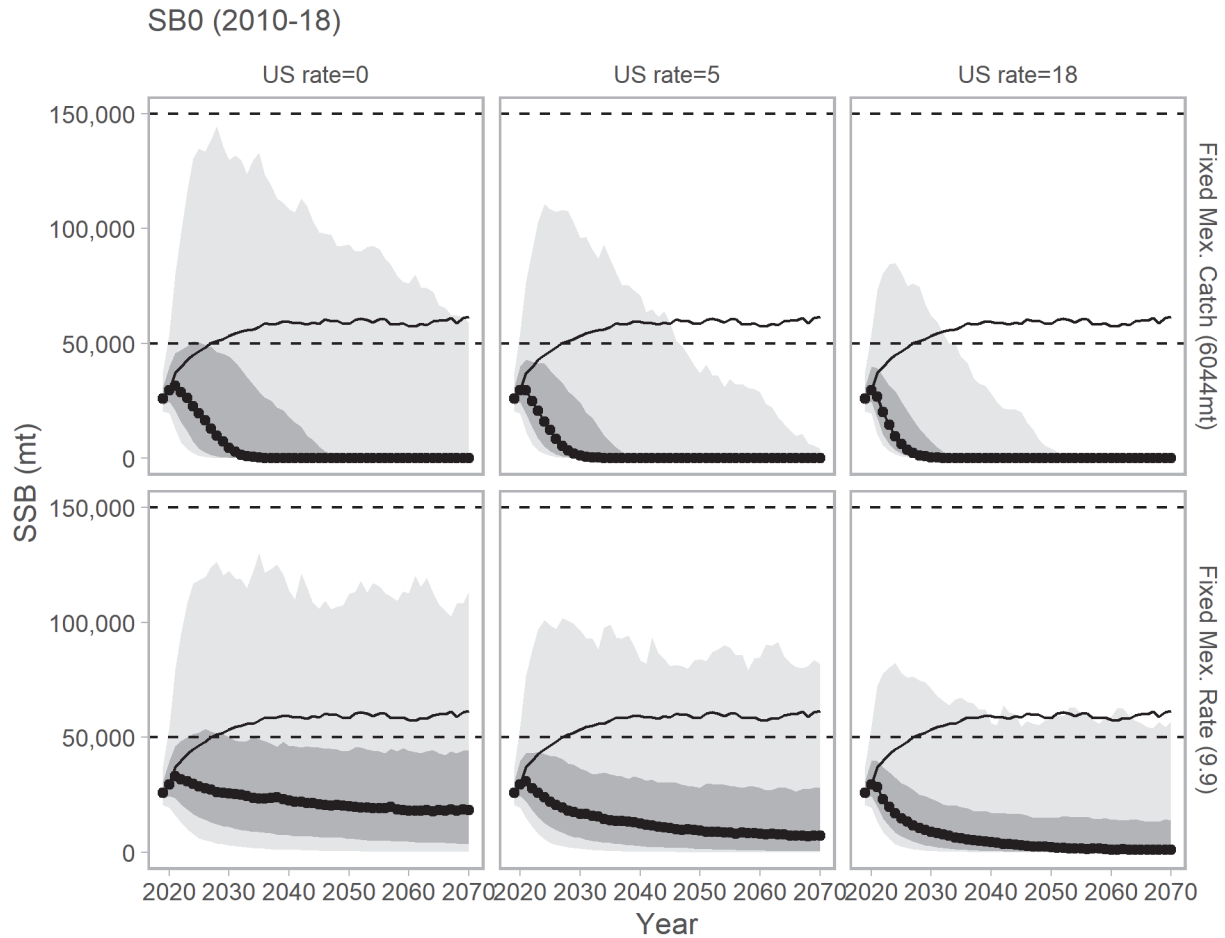 SB0 (2010-18)
US rate=0 US rate=5 US rate=18
150,000
100,000
50,000
0
Fixed Mex. Catch (6044mt)
SSB (mt)
150,000
100,000
50,000
0
Fixed Mex. Rate (9.9)
2020 2030 2040 2050 2060 2070 2020 2030 2040 2050 2060 2070 2020 2030 2040 2050 2060 2070
Year